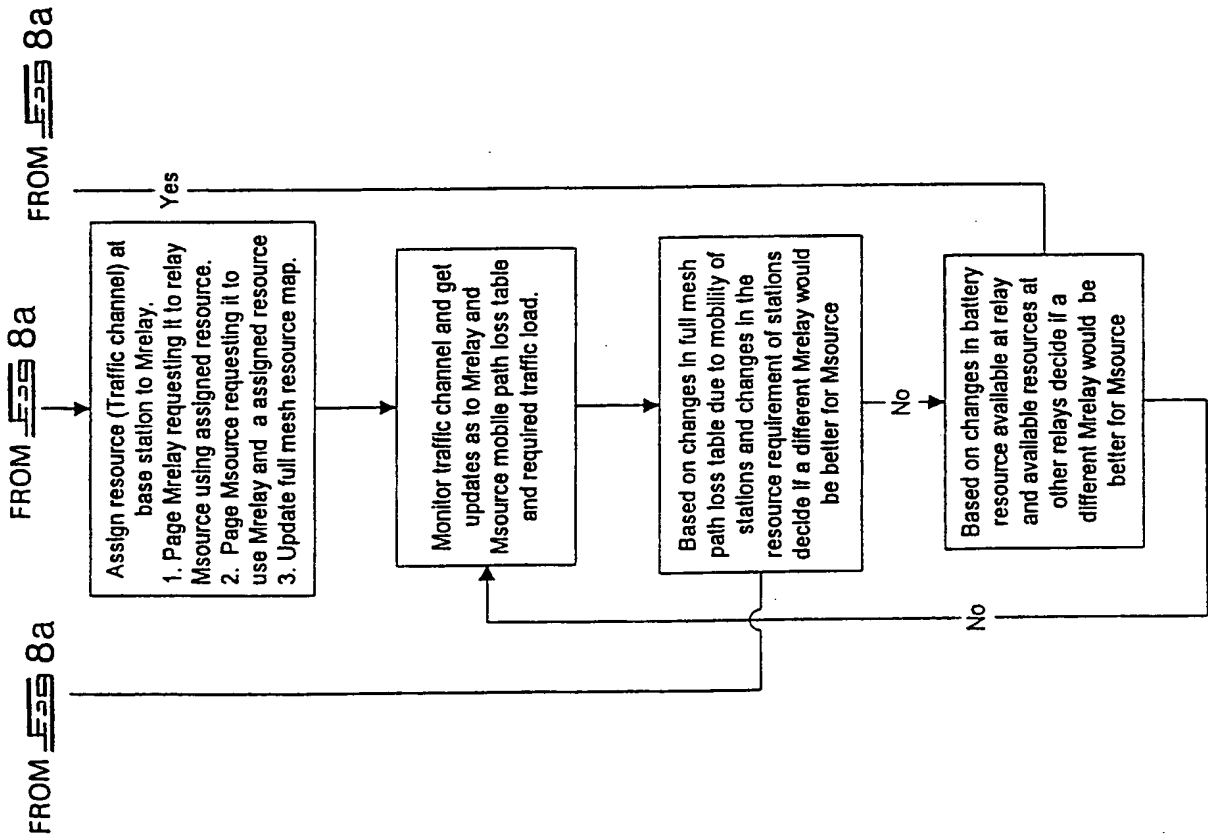 FROM Fig 8a
FROM Fig 8a
FROM Fig 8a
Assign resource (Traffic channel) at
base station to Mrelay.
1. Page Mrelay requesting it to relay
Msource using assigned resource.
2. Page Msource requesting it to
use Mrelay and a assigned resource
3. Update full mesh resource map.
Yes
Monitor traffic channel and get
updates as to Mrelay and
Msource mobile path loss table
and required traffic load.
Based on changes in full mesh
path loss table due to mobility of
stations and changes in the
resource requirement of stations
decide if a different Mrelay would
be better for Msource
No
Based on changes in battery
resource available at relay
and available resources at
other relays decide if a
different Mrelay would be
better for Msource
No